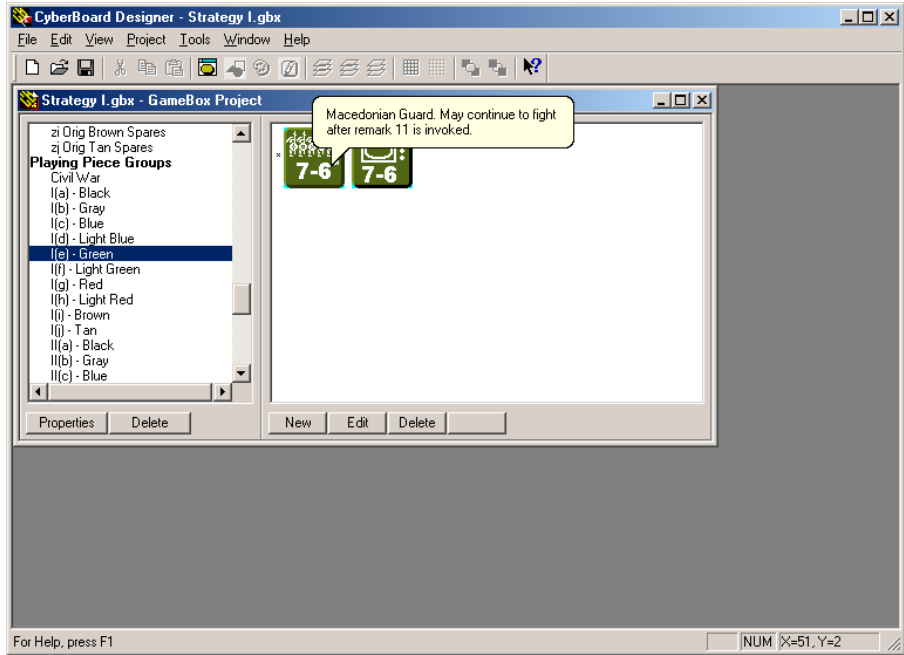 CyberBoard Designer - Strategy I.gbx
File Edit View Project Tools Window Help
Strategy I.gbx - GameBox Project
zi Orig Brown Spares
zj Orig Tan Spares
Playing Piece Groups
Civil War
I(a) - Black
I(b) - Gray
I(c) - Blue
I(d) - Light Blue
I(e) - Green
I(f) - Light Green
I(g) - Red
I(h) - Light Red
I(i) - Brown
I(j) - Tan
II(a) - Black
II(b) - Gray
II(c) - Blue
Properties Delete
Macedonian Guard. May continue to fight
after remark 11 is invoked.
7-6 7-6
New Edit Delete
For Help, press F1 NUM X=51, Y=2